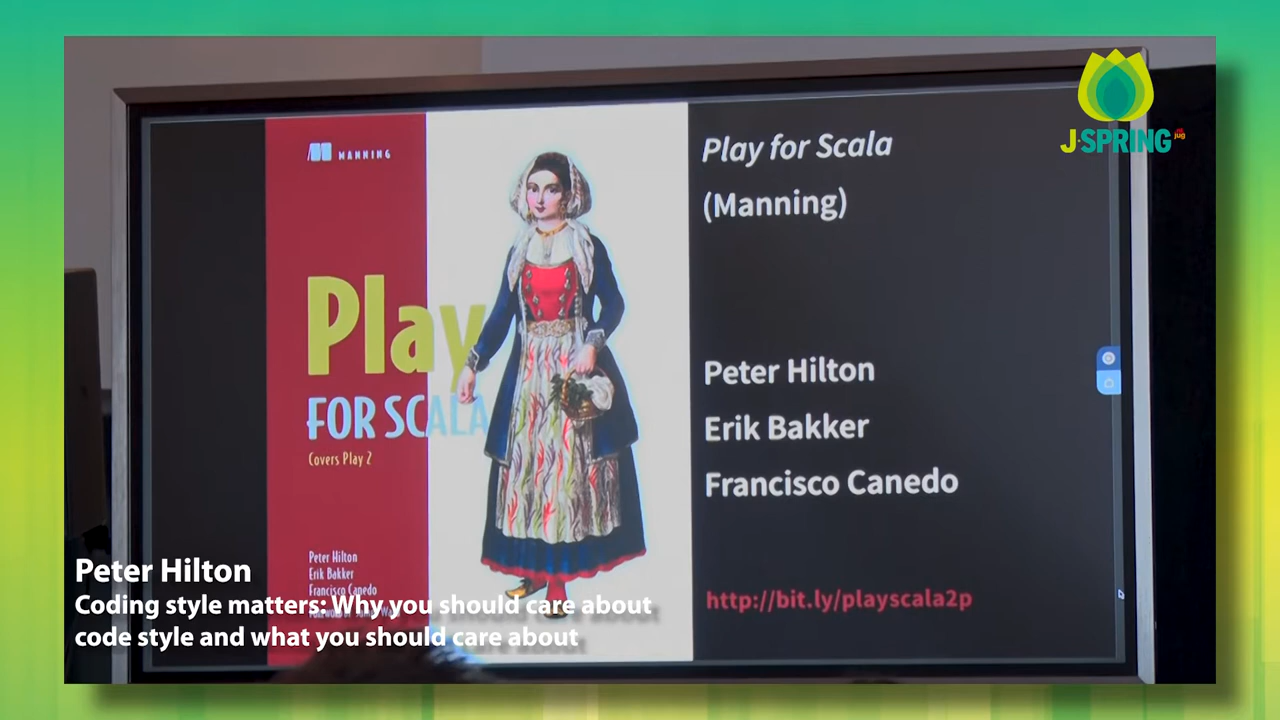 MANNING
Play
FOR SCALA
Covers Play 2
Peter Hilton
Erik Bakker
Francisco Canedo
Play for Scala
(Manning)
Peter Hilton
Erik Bakker
Francisco Canedo
http://bit.ly/playscala2p
J-SPRING
nl jug
Peter Hilton
Coding style matters: Why you should care about
code style and what you should care about